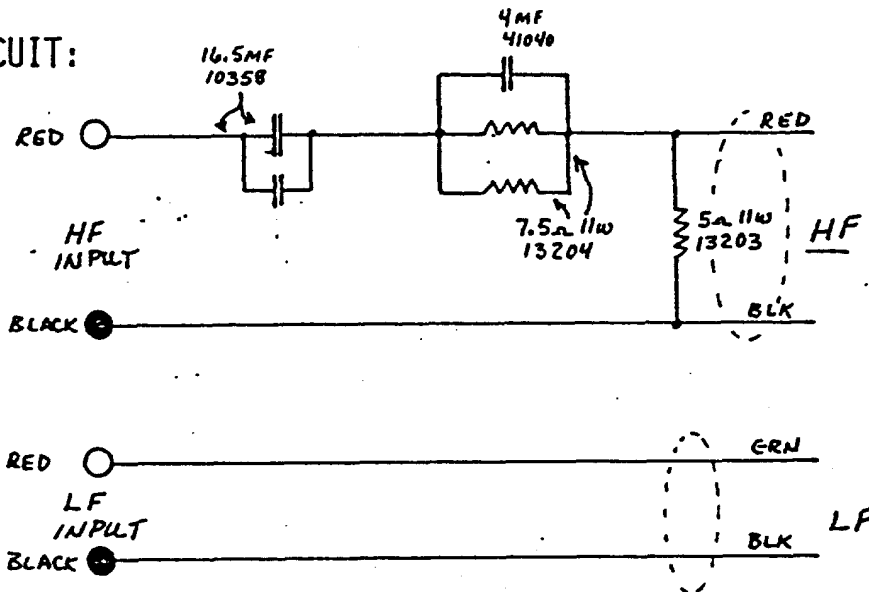 CUIT:
16.5MF
10358
4MF
41040
RED
RED
7.5Ω 11W
13204
5Ω 11W
13203
HF
HF
INPUT
BLACK
BLK
RED
GRN
LF
INPUT
LF
BLACK
BLK